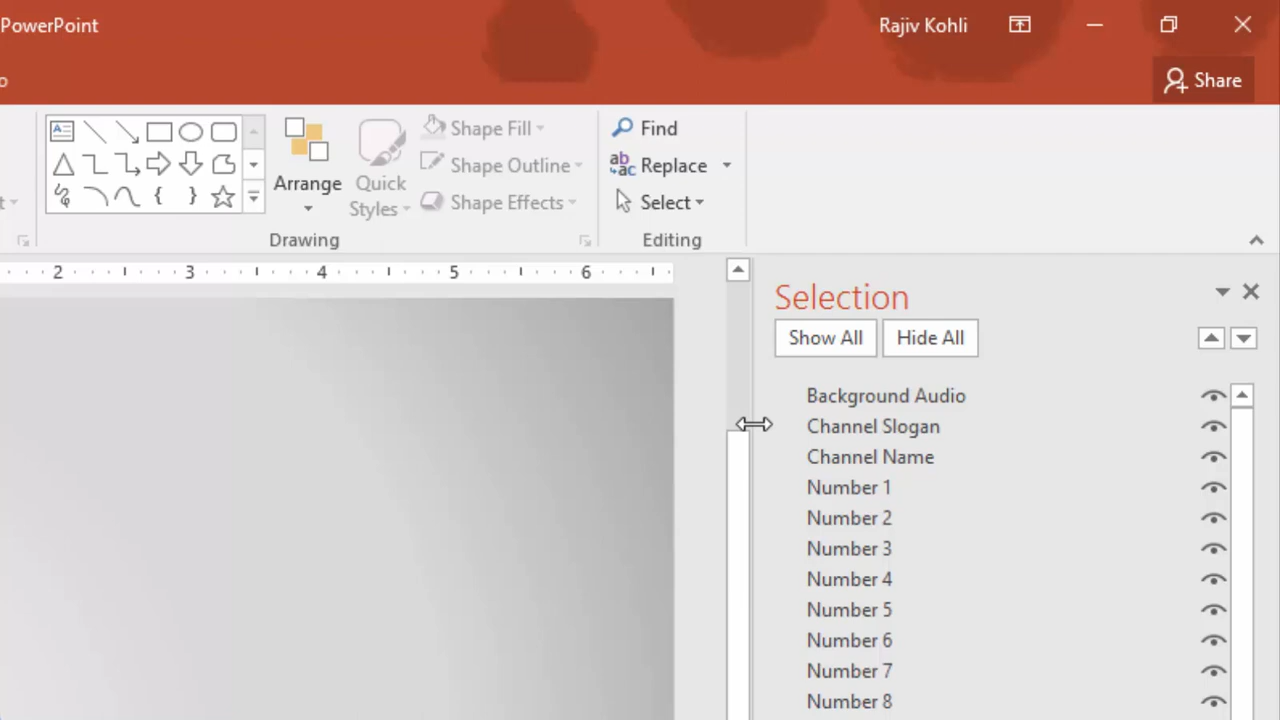 PowerPoint
Rajiv Kohli
Share
Arrange
Quick Styles
Shape Fill
Shape Outline
Shape Effects
Drawing
Find
Replace
Select
Editing
2 3 4 5 6
Selection
Show All Hide All
Background Audio
Channel Slogan
Channel Name
Number 1
Number 2
Number 3
Number 4
Number 5
Number 6
Number 7
Number 8